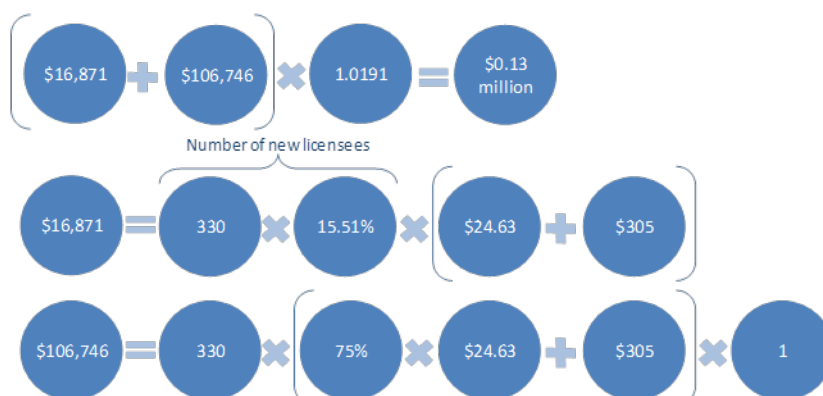 $16,871 + $106,746 × 1.0191 = $0.13
million
Number of new licensees
$16,871 = 330 × 15.51% × $24.63 + $305
$106,746 = 330 × 75% × $24.63 + $305 × 1